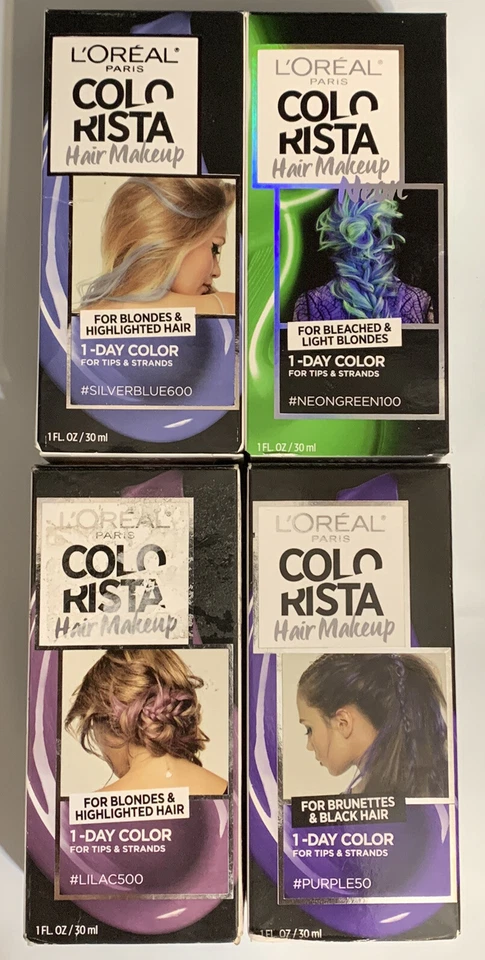 L'ORÉAL®
PARIS
COLO
RISTA
Hair Makeup
FOR BLONDES &
HIGHLIGHTED HAIR
1-DAY COLOR
FOR TIPS & STRANDS
#SILVERBLUE600
1 FL. OZ / 30 ml
L'ORÉAL®
PARIS
COLO
RISTA
Hair Makeup
Neon
FOR BLEACHED &
LIGHT BLONDES
1-DAY COLOR
FOR TIPS & STRANDS
#NEONGREEN100
1 FL. OZ / 30 ml
L'ORÉAL®
PARIS
COLO
RISTA
Hair Makeup
FOR BLONDES &
HIGHLIGHTED HAIR
1-DAY COLOR
FOR TIPS & STRANDS
#LILAC500
1 FL. OZ / 30 ml
L'ORÉAL®
PARIS
COLO
RISTA
Hair Makeup
FOR BRUNETTES
& BLACK HAIR
1-DAY COLOR
FOR TIPS & STRANDS
#PURPLE50
1 FL. OZ / 30 ml